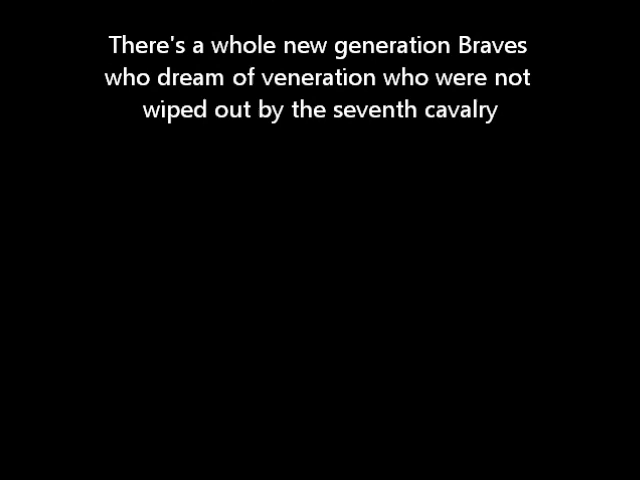 There's a whole new generation Braves
who dream of veneration who were not
wiped out by the seventh cavalry